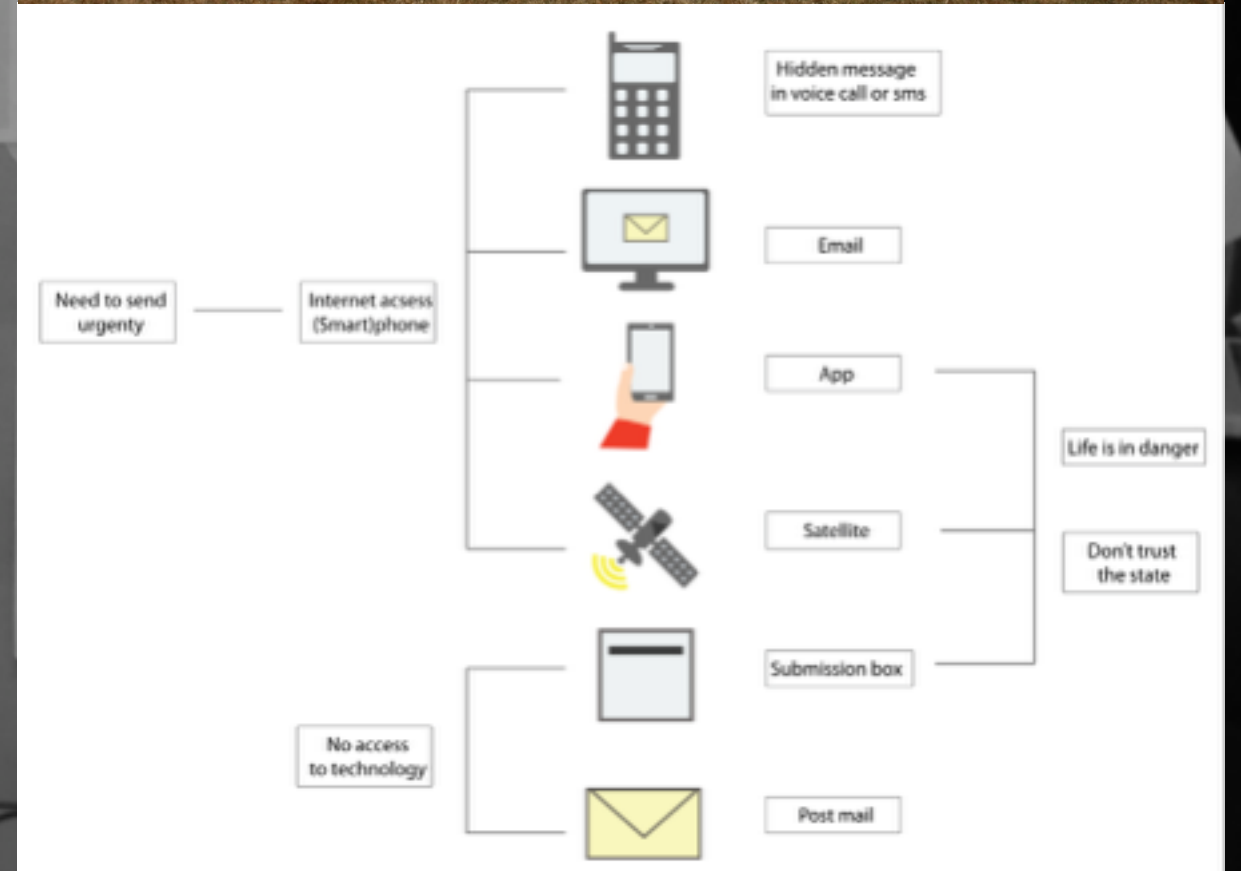 Hidden message
in voice call or sms
Email
Need to send
urgenty
Internet acsess
(Smart)phone
App
Life is in danger
Satellite
Don't trust
the state
Submission box
No access
to technology
Post mail